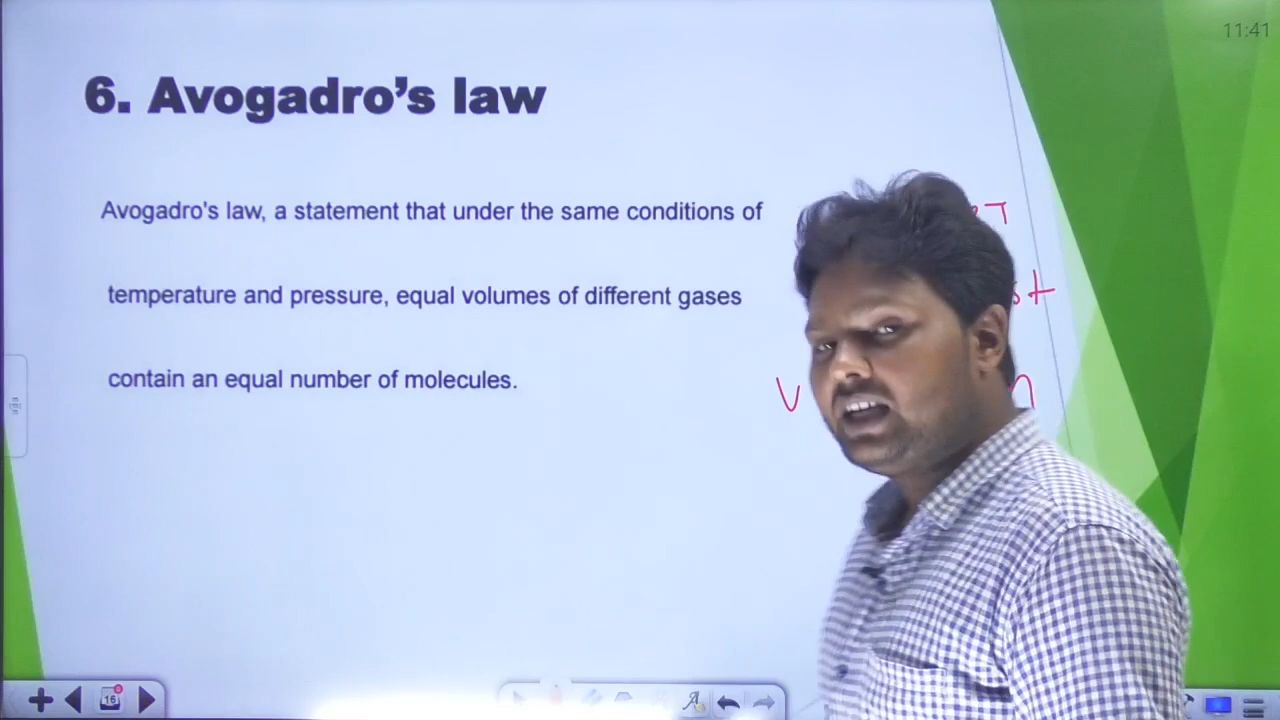 11:41
6. Avogadro’s law
Avogadro's law, a statement that under the same conditions of
temperature and pressure, equal volumes of different gases
contain an equal number of molecules.
V n
16